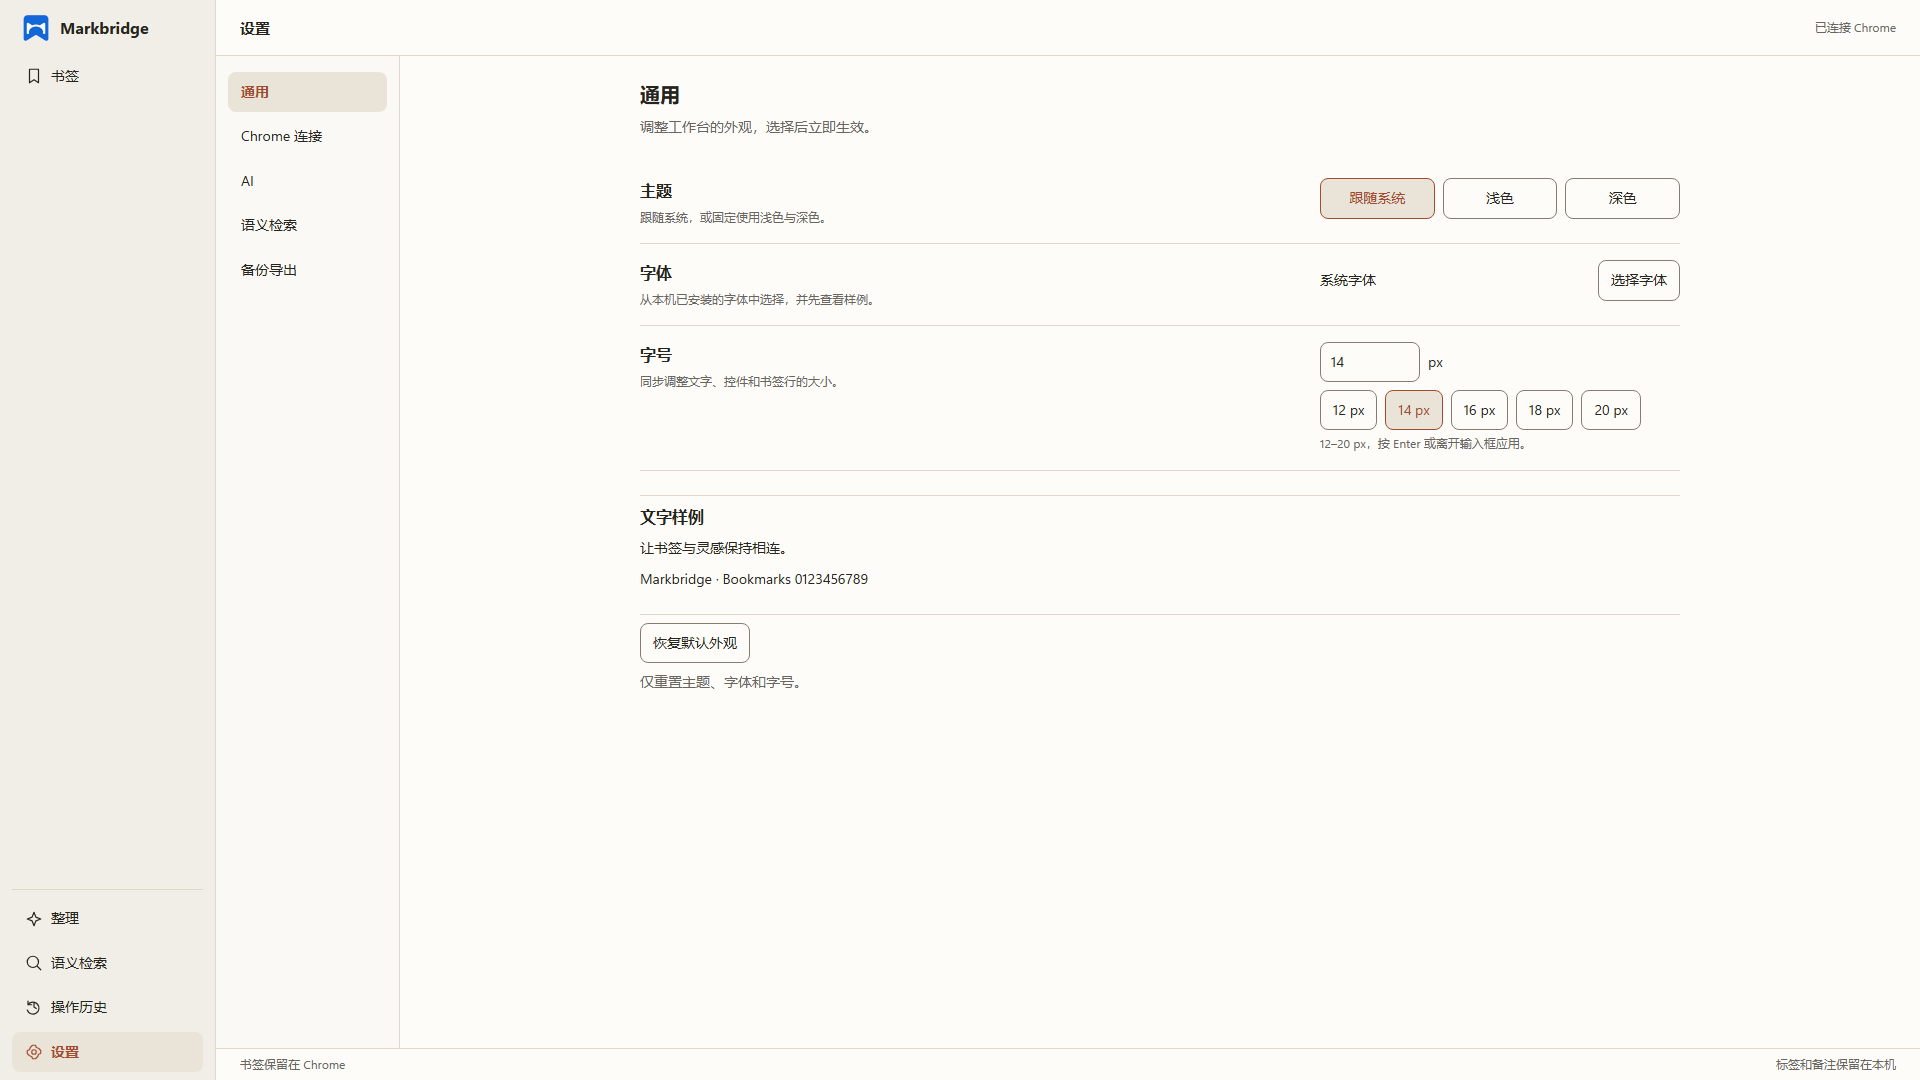 Markbridge
书签
整理
语义检索
操作历史
设置
设置
已连接 Chrome
通用
Chrome 连接
AI
语义检索
备份导出
通用
调整工作台的外观，选择后立即生效。
主题
跟随系统，或固定使用浅色与深色。
跟随系统
浅色
深色
字体
从本机已安装的字体中选择，并先查看样例。
系统字体
选择字体
字号
同步调整文字、控件和书签行的大小。
14 px
12 px
14 px
16 px
18 px
20 px
12–20 px，按 Enter 或离开输入框应用。
文字样例
让书签与灵感保持相连。
Markbridge · Bookmarks 0123456789
恢复默认外观
仅重置主题、字体和字号。
书签保留在 Chrome
标签和备注保留在本机